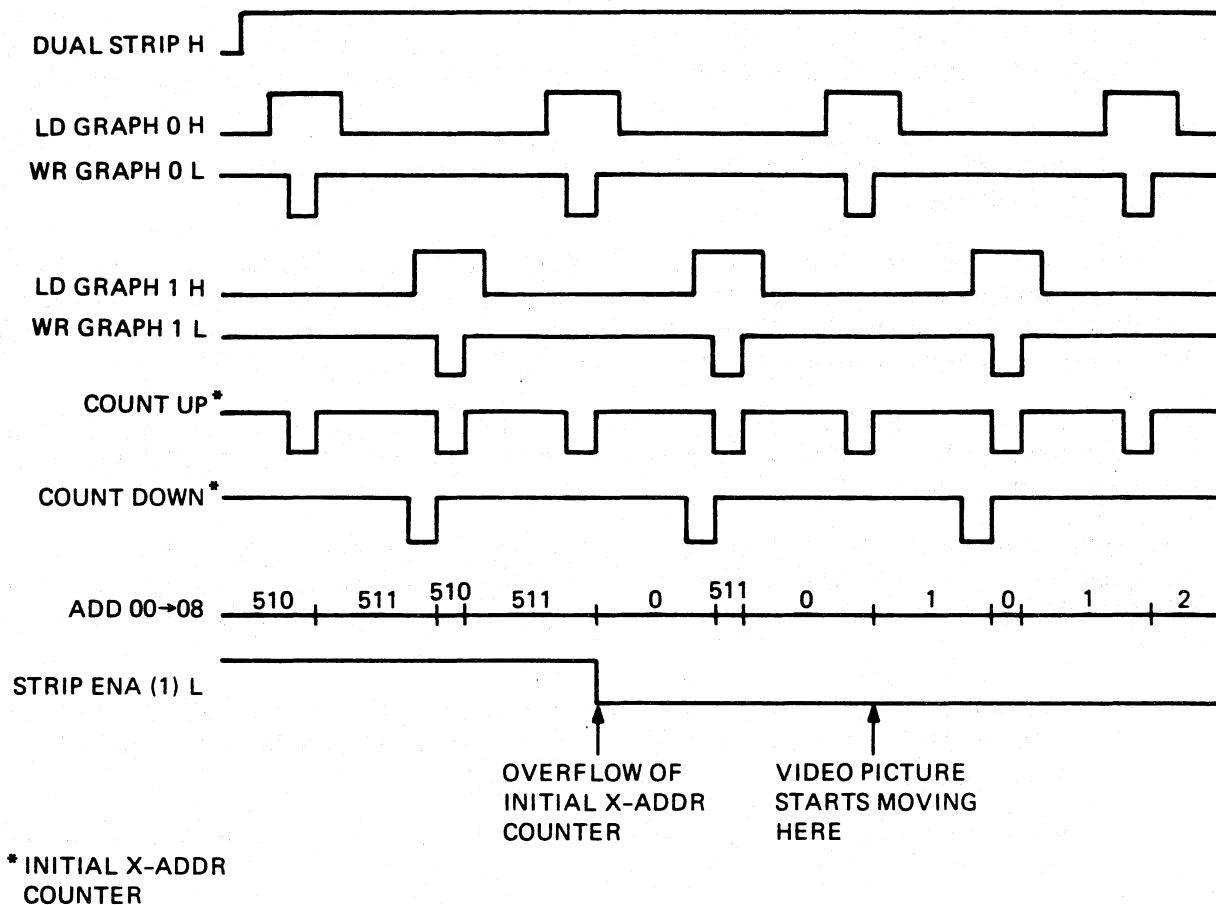 DUAL STRIP H
LD GRAPH 0 H
WR GRAPH 0 L
LD GRAPH 1 H
WR GRAPH 1 L
COUNT UP*
COUNT DOWN*
ADD 00→08 510 511 510 511 0 511 0 1 0 1 2
STRIP ENA (1) L
OVERFLOW OF
INITIAL X-ADDR
COUNTER
VIDEO PICTURE
STARTS MOVING
HERE
* INITIAL X-ADDR
COUNTER